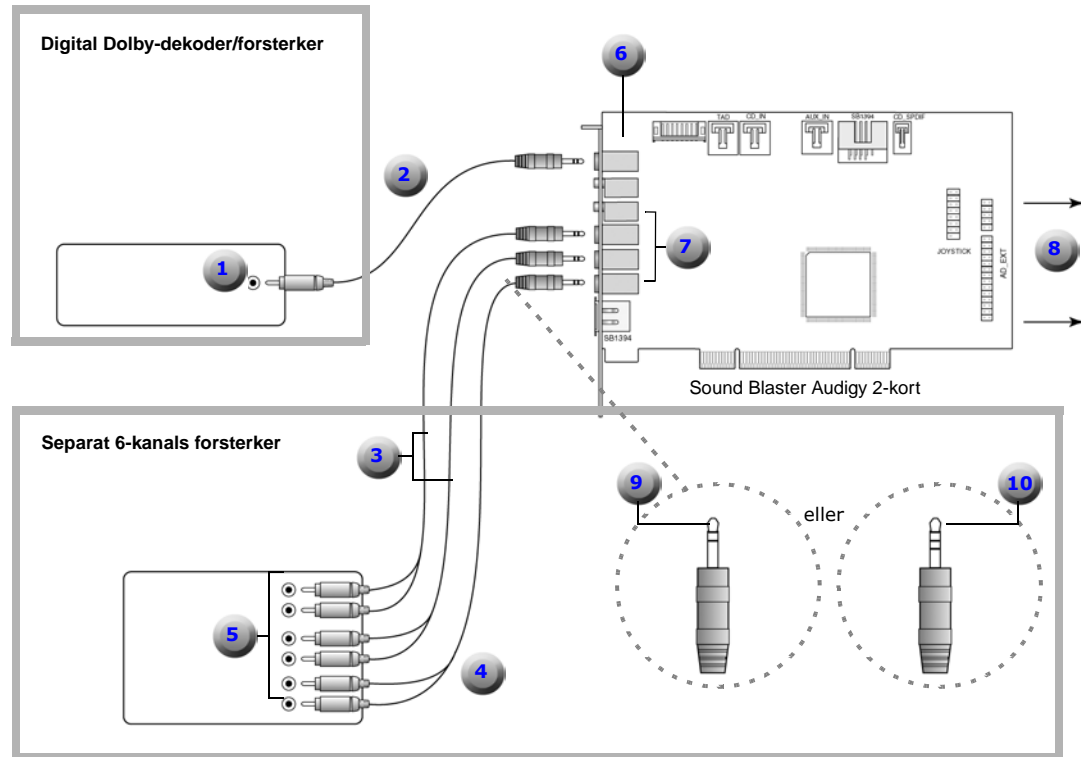 Digital Dolby-dekoder/forsterker
6
TAD
CD_IN
AUX_IN
SB1394
CD_SPDIF
2
7
8
JOYSTICK
AD_EXT
1
SB1394
Sound Blaster Audigy 2-kort
Separat 6-kanals forsterker
3
9
eller
10
5
4